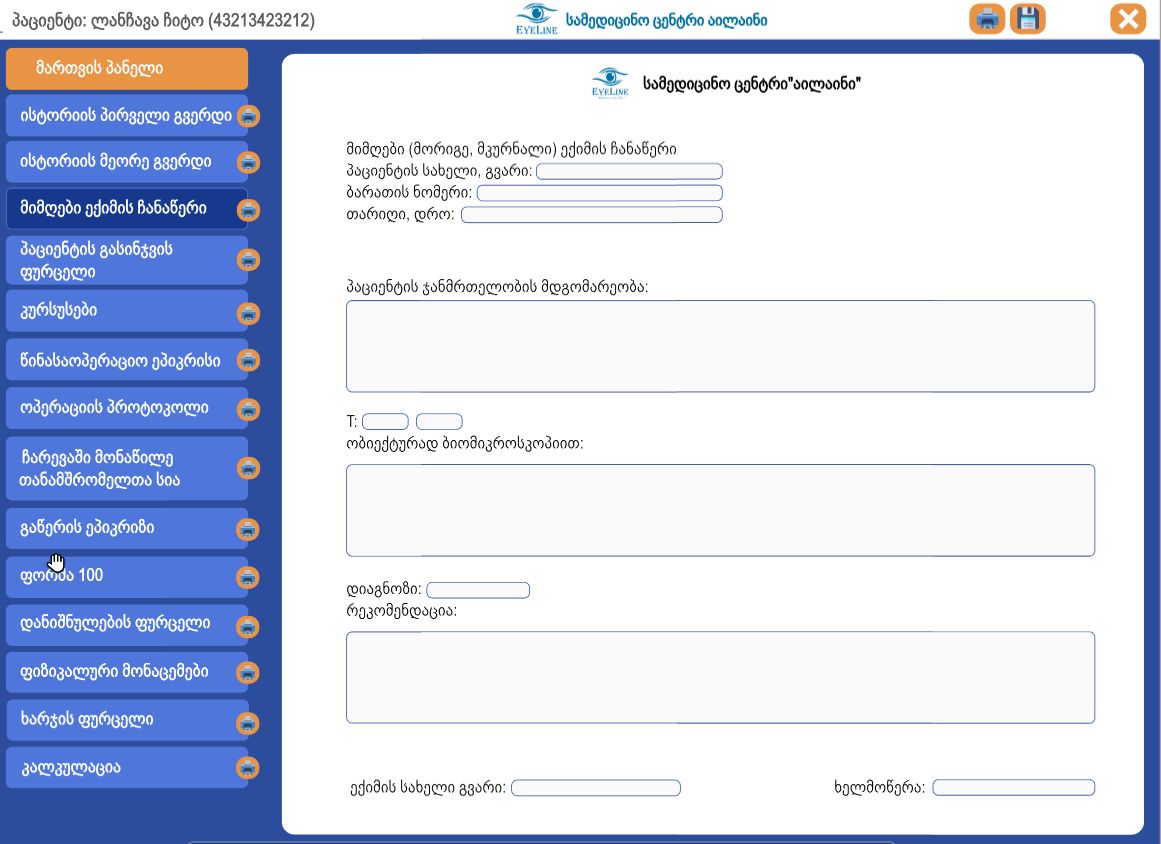 პაციენტი: ლანჩავა ჩიტო (43213423212)
EYELINE
სამედიცინო ცენტრი აილაინი
მართვის პანელი
ისტორიის პირველი გვერდი
ისტორიის მეორე გვერდი
მიმღები ექიმის ჩანაწერი
პაციენტის გასინჯვის
ფურცელი
კურსუსები
წინასაოპერაციო ეპიკრისი
ოპერაციის პროტოკოლი
ჩარევაში მონაწილე
თანამშრომელთა სია
გაწერის ეპიკრიზი
ფორმა 100
დანიშნულების ფურცელი
ფიზიკალური მონაცემები
ხარჯის ფურცელი
კალკულაცია
EYELINE
სამედიცინო ცენტრი"აილაინი"
მიმღები (მორიგე, მკურნალი) ექიმის ჩანაწერი
პაციენტის სახელი, გვარი:
ბარათის ნომერი:
თარიღი, დრო:
პაციენტის ჯანმრთელობის მდგომარეობა:
T:
ობიექტურად ბიომიკროსკოპიით:
დიაგნოზი:
რეკომენდაცია:
ექიმის სახელი გვარი:
ხელმოწერა: